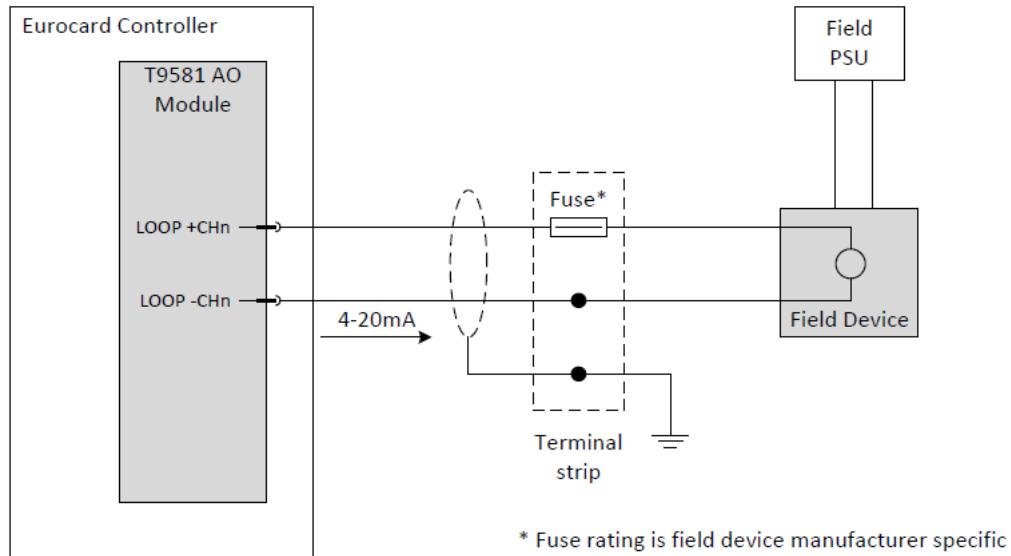 Eurocard Controller
T9581 AO
Module
LOOP +CHn
LOOP -CHn
4-20mA
Fuse*
Terminal
strip
Field
PSU
Field Device
* Fuse rating is field device manufacturer specific